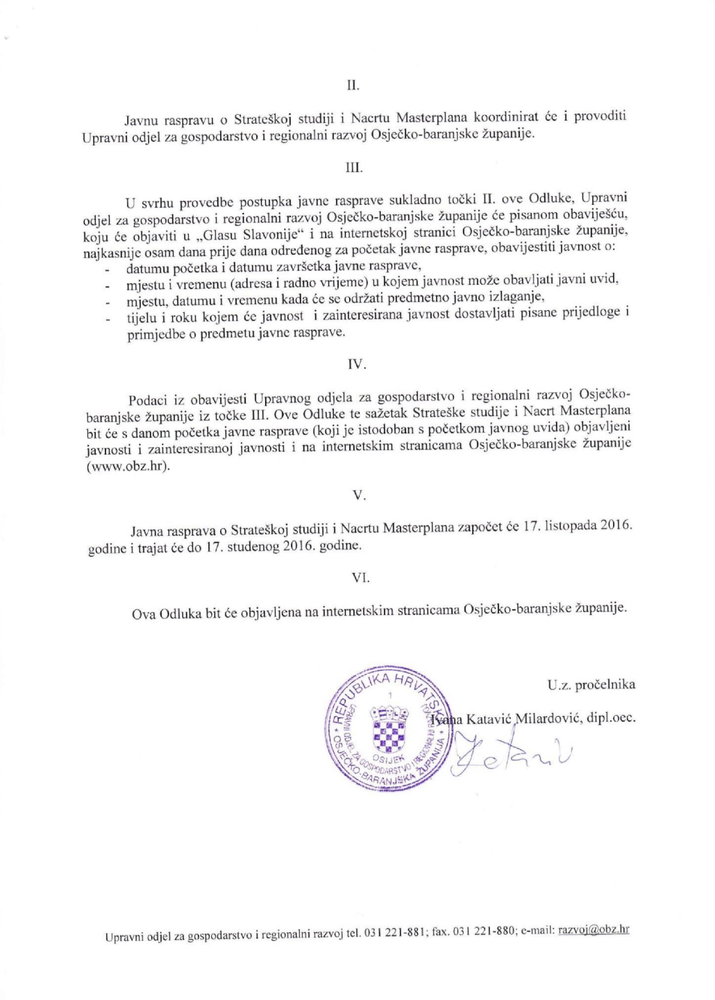 II.
Javnu raspravu o Strateškoj studiji i Nacrtu Masterplana koordinirat će i provoditi
Upravni odjel za gospodarstvo i regionalni razvoj Osječko-baranjske županije.
III.
U svrhu provedbe postupka javne rasprave sukladno točki II. ove Odluke, Upravni
odjel za gospodarstvo i regionalni razvoj Osječko-baranjske županije će pisanom obaviješću,
koju će objaviti u „Glasu Slavonije“ i na internetskoj stranici Osječko-baranjske županije,
najkasnije osam dana prije dana određenog za početak javne rasprave, obavijestiti javnost o:
- datumu početka i datumu završetka javne rasprave,
- mjestu i vremenu (adresa i radno vrijeme) u kojem javnost može obavljati javni uvid,
- mjestu, datumu i vremenu kada će se održati predmetno javno izlaganje,
- tijelu i roku kojem će javnost i zainteresirana javnost dostavljati pisane prijedloge i
primjedbe o predmetu javne rasprave.
IV.
Podaci iz obavijesti Upravnog odjela za gospodarstvo i regionalni razvoj Osječko-
baranjske županije iz točke III. Ove Odluke te sažetak Strateške studije i Nacrt Masterplana
bit će s danom početka javne rasprave (koji je istodoban s početkom javnog uvida) objavljeni
javnosti i zainteresiranoj javnosti i na internetskim stranicama Osječko-baranjske županije
(www.obz.hr).
V.
Javna rasprava o Strateškoj studiji i Nacrtu Masterplana započet će 17. listopada 2016.
godine i trajat će do 17. studenog 2016. godine.
VI.
Ova Odluka bit će objavljena na internetskim stranicama Osječko-baranjske županije.
U.z. pročelnika
Ivana Katavić Milardović, dipl.oec.
REPUBLIKA HRVATSKA
1
UPRAVNI ODJEL ZA GOSPODARSTVO I REGIONALNI RAZVOJ
OSIJEK
* OSJEČKO-BARANJSKA ŽUPANIJA *
Upravni odjel za gospodarstvo i regionalni razvoj tel. 031 221-881; fax. 031 221-880; e-mail: razvoj@obz.hr